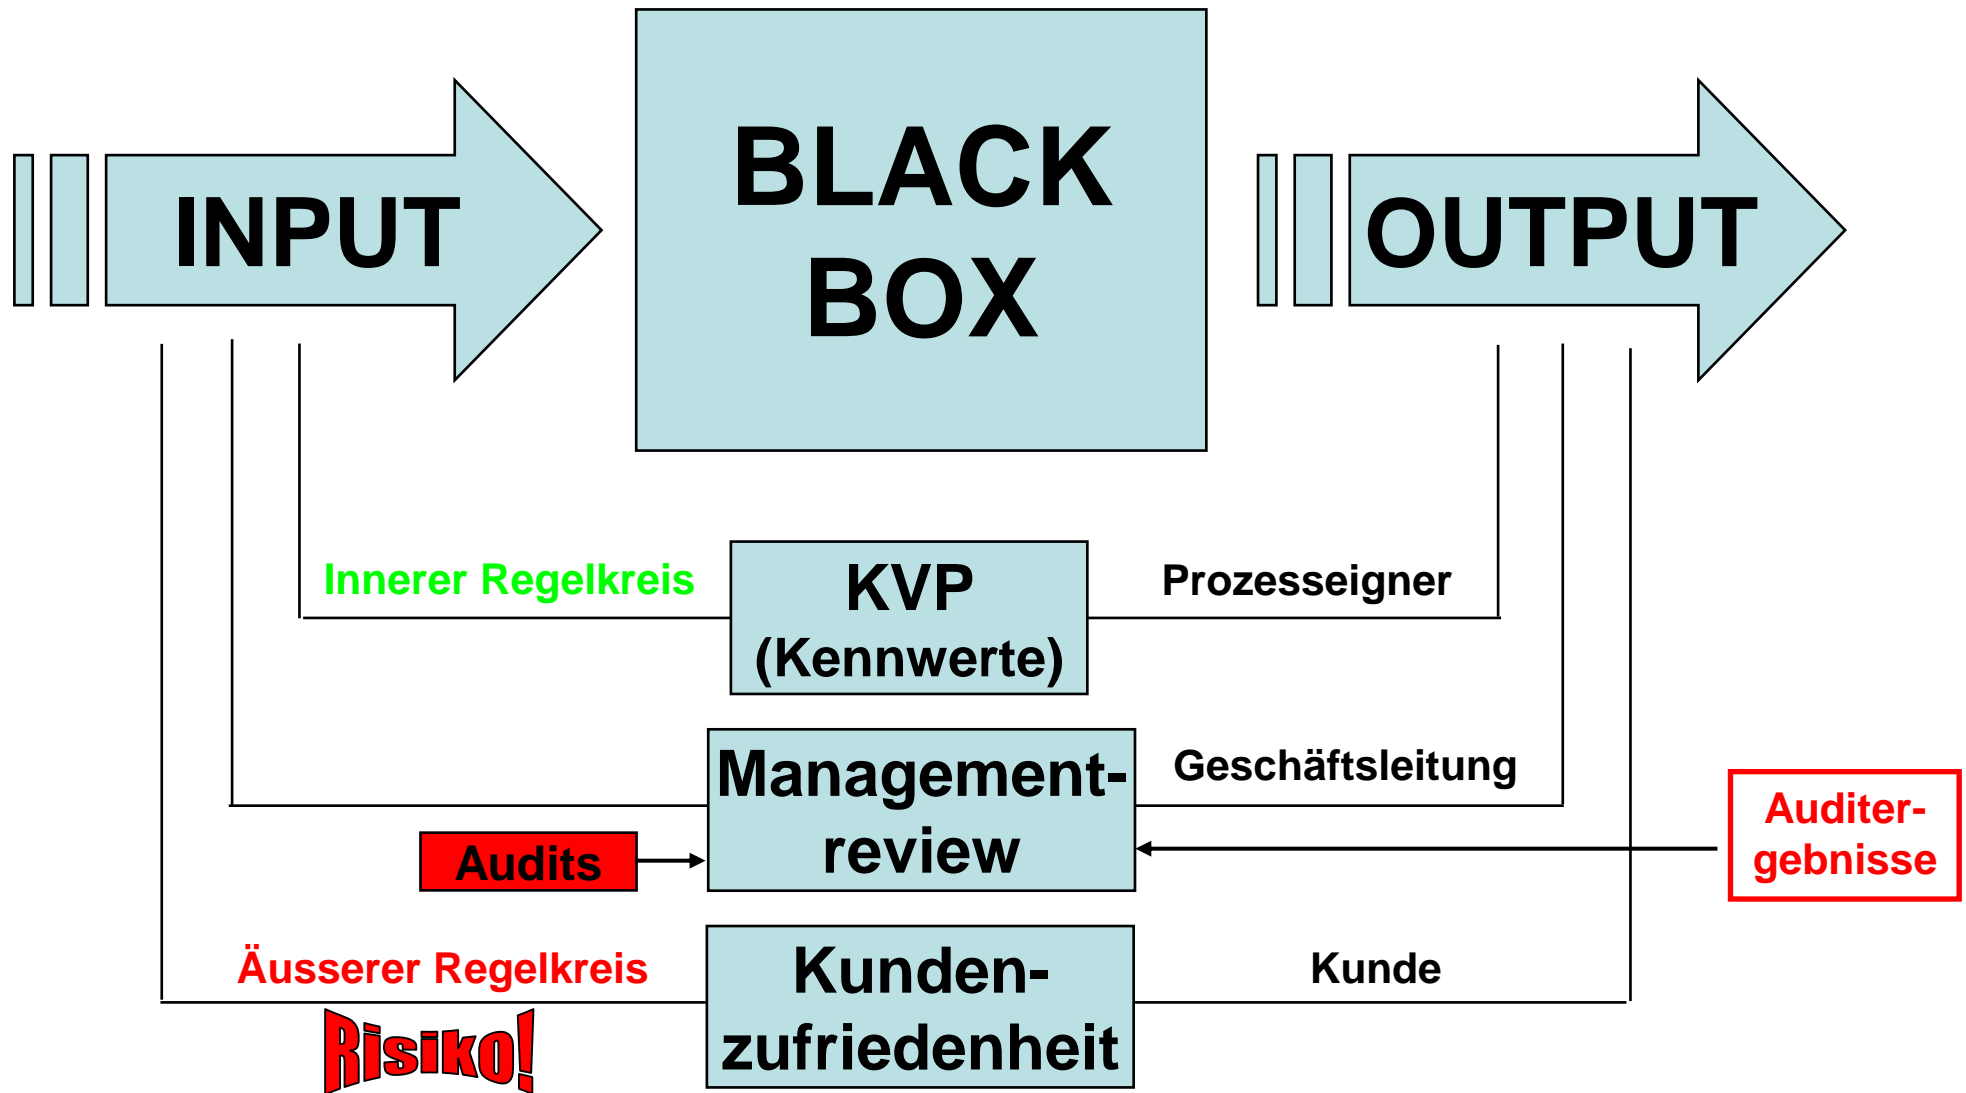 INPUT
BLACK
BOX
OUTPUT
Innerer Regelkreis
KVP
(Kennwerte)
Prozesseigner
Management-
review
Geschäftsleitung
Audits
Auditer-
gebnisse
Äusserer Regelkreis
Risiko!
Kunden-
zufriedenheit
Kunde